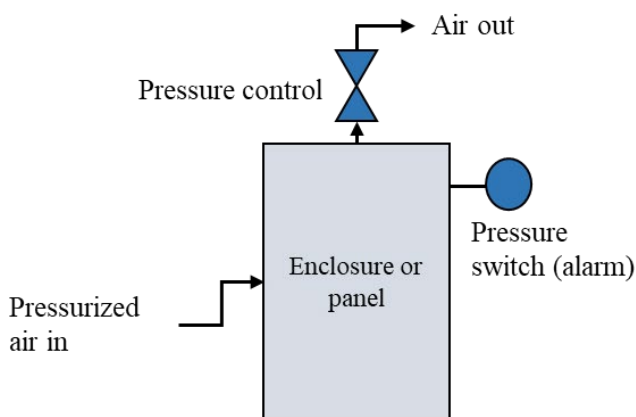 Air out
Pressure control
Pressure
switch (alarm)
Enclosure or
panel
Pressurized
air in